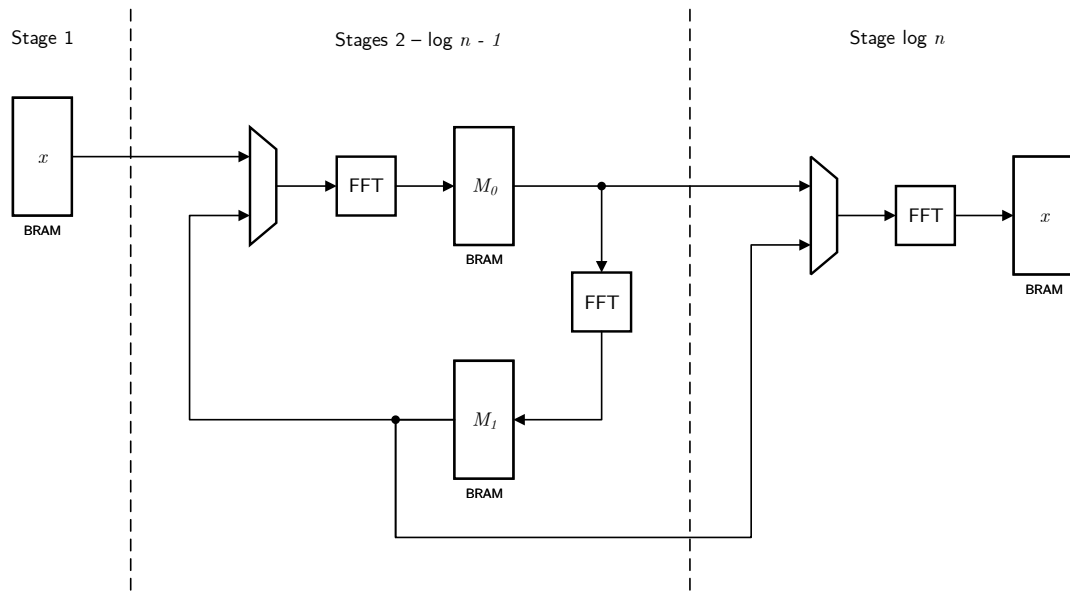 Stage 1
Stages 2 – log n - 1
Stage log n
x
BRAM
FFT
M₀
BRAM
FFT
x
BRAM
FFT
M₁
BRAM